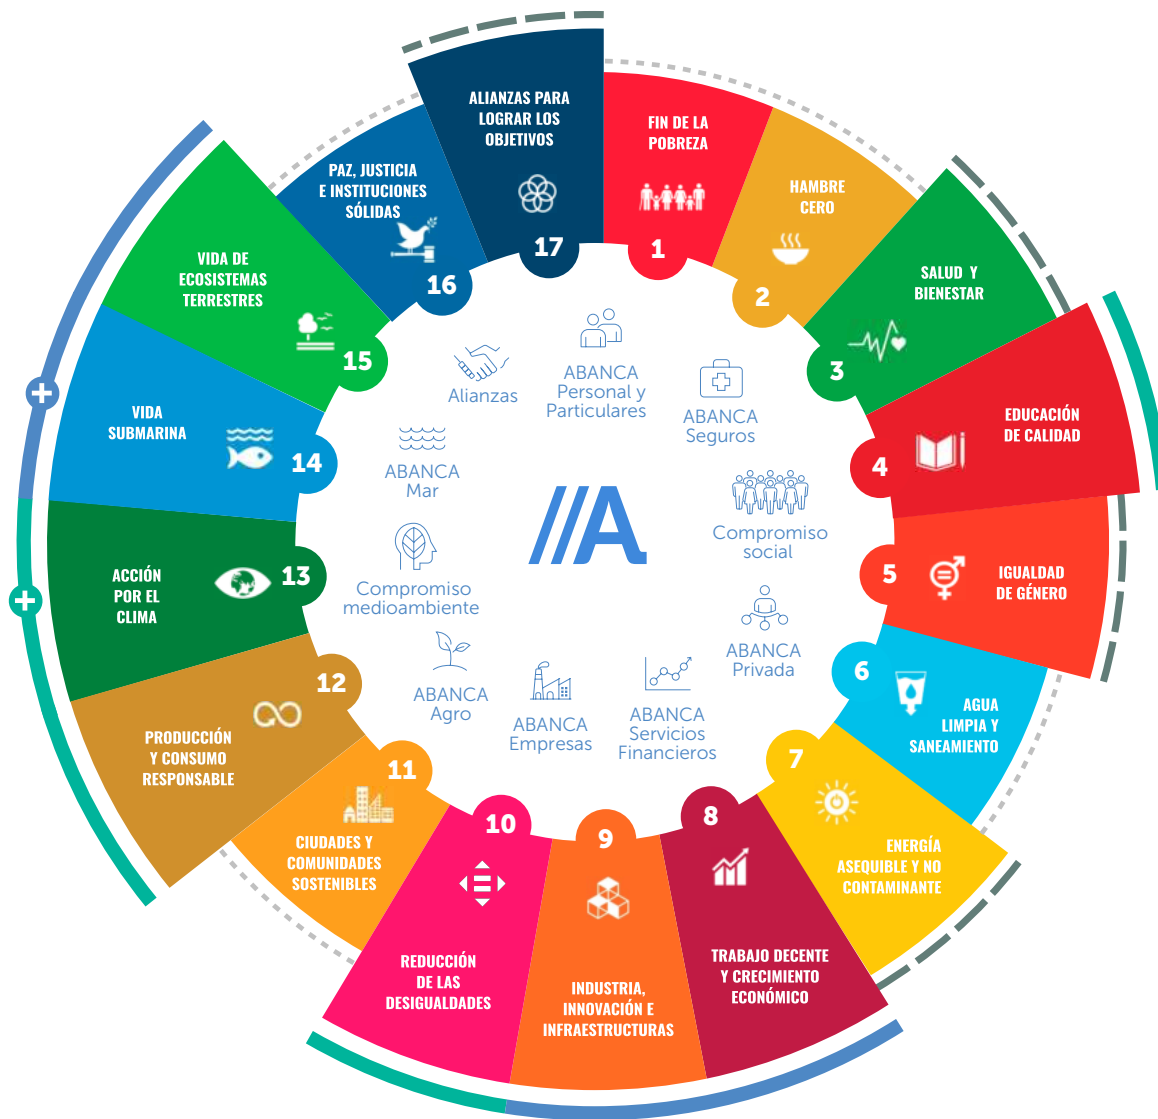 FIN DE LA
POBREZA
1
HAMBRE
CERO
2
SALUD Y
BIENESTAR
3
EDUCACIÓN
DE CALIDAD
4
IGUALDAD
DE GÉNERO
5
AGUA
LIMPIA Y
SANEAMIENTO
6
ENERGÍA
ASEQUIBLE Y NO
CONTAMINANTE
7
TRABAJO DECENTE
Y CRECIMIENTO
ECONÓMICO
8
INDUSTRIA,
INNOVACIÓN E
INFRAESTRUCTURAS
9
REDUCCIÓN
DE LAS
DESIGUALDADES
10
CIUDADES Y
COMUNIDADES
SOSTENIBLES
11
PRODUCCIÓN
Y CONSUMO
RESPONSABLE
12
ACCIÓN
POR EL
CLIMA
13
+
VIDA
SUBMARINA
14
+
VIDA DE
ECOSISTEMAS
TERRESTRES
15
PAZ, JUSTICIA
E INSTITUCIONES
SÓLIDAS
16
ALIANZAS PARA
LOGRAR LOS
OBJETIVOS
17
Alianzas
ABANCA
Personal y
Particulares
ABANCA
Seguros
Compromiso
social
ABANCA
Privada
ABANCA
Servicios
Financieros
ABANCA
Empresas
ABANCA
Agro
Compromiso
medioambiente
ABANCA
Mar
//A